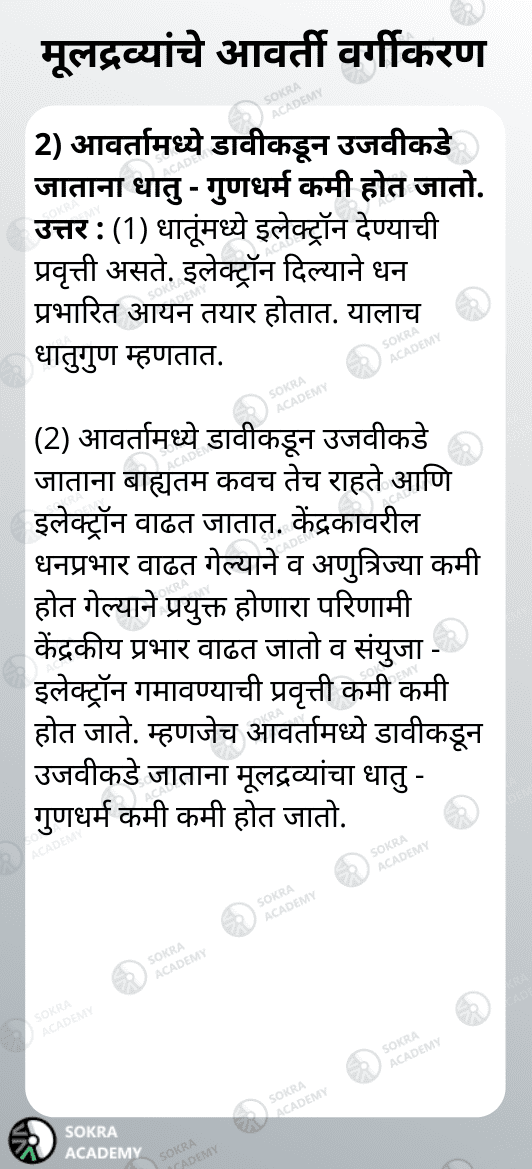 मूलद्रव्यांचे आवर्ती वर्गीकरण
2) आवर्तामध्ये डावीकडून उजवीकडे
जाताना धातु - गुणधर्म कमी होत जातो.
उत्तर : (1) धातूंमध्ये इलेक्ट्रॉन देण्याची
प्रवृत्ती असते. इलेक्ट्रॉन दिल्याने धन
प्रभारित आयन तयार होतात. यालाच
धातुगुण म्हणतात.
(2) आवर्तामध्ये डावीकडून उजवीकडे
जाताना बाह्यतम कवच तेच राहते आणि
इलेक्ट्रॉन वाढत जातात. केंद्रकावरील
धनप्रभार वाढत गेल्याने व अणुत्रिज्या कमी
होत गेल्याने प्रयुक्त होणारा परिणामी
केंद्रकीय प्रभार वाढत जातो व संयुजा -
इलेक्ट्रॉन गमावण्याची प्रवृत्ती कमी कमी
होत जाते. म्हणजेच आवर्तामध्ये डावीकडून
उजवीकडे जाताना मूलद्रव्यांचा धातु -
गुणधर्म कमी कमी होत जातो.
SOKRA
ACADEMY